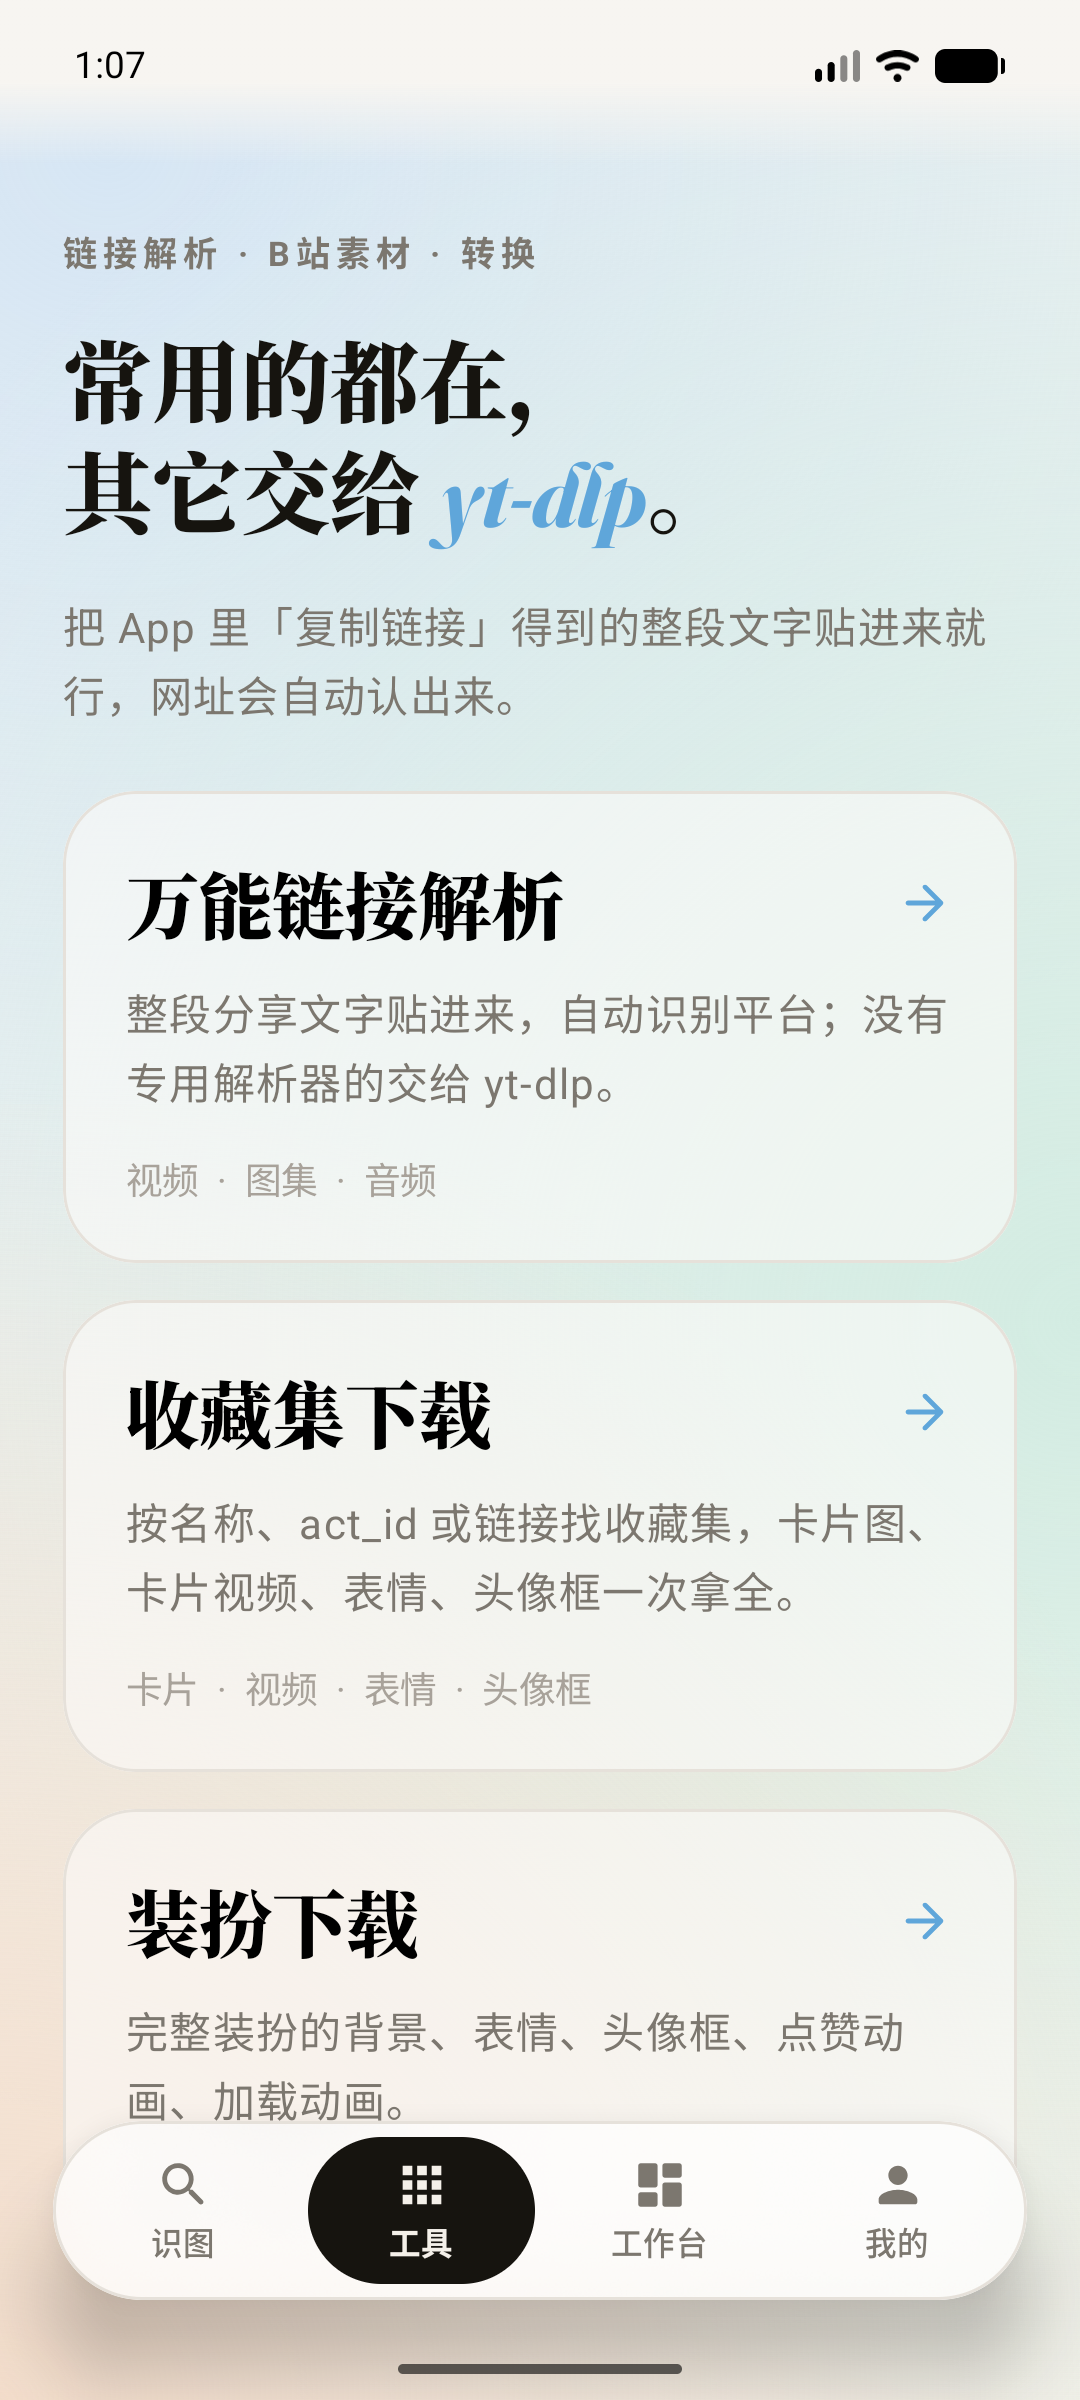 1:07
链接解析 · B站素材 · 转换
常用的都在，
其它交给 yt-dlp。
把 App 里「复制链接」得到的整段文字贴进来就
行，网址会自动认出来。
万能链接解析
整段分享文字贴进来，自动识别平台；没有
专用解析器的交给 yt-dlp。
视频 · 图集 · 音频
收藏集下载
按名称、act_id 或链接找收藏集，卡片图、
卡片视频、表情、头像框一次拿全。
卡片 · 视频 · 表情 · 头像框
装扮下载
完整装扮的背景、表情、头像框、点赞动
画、加载动画。
识图
工具
工作台
我的